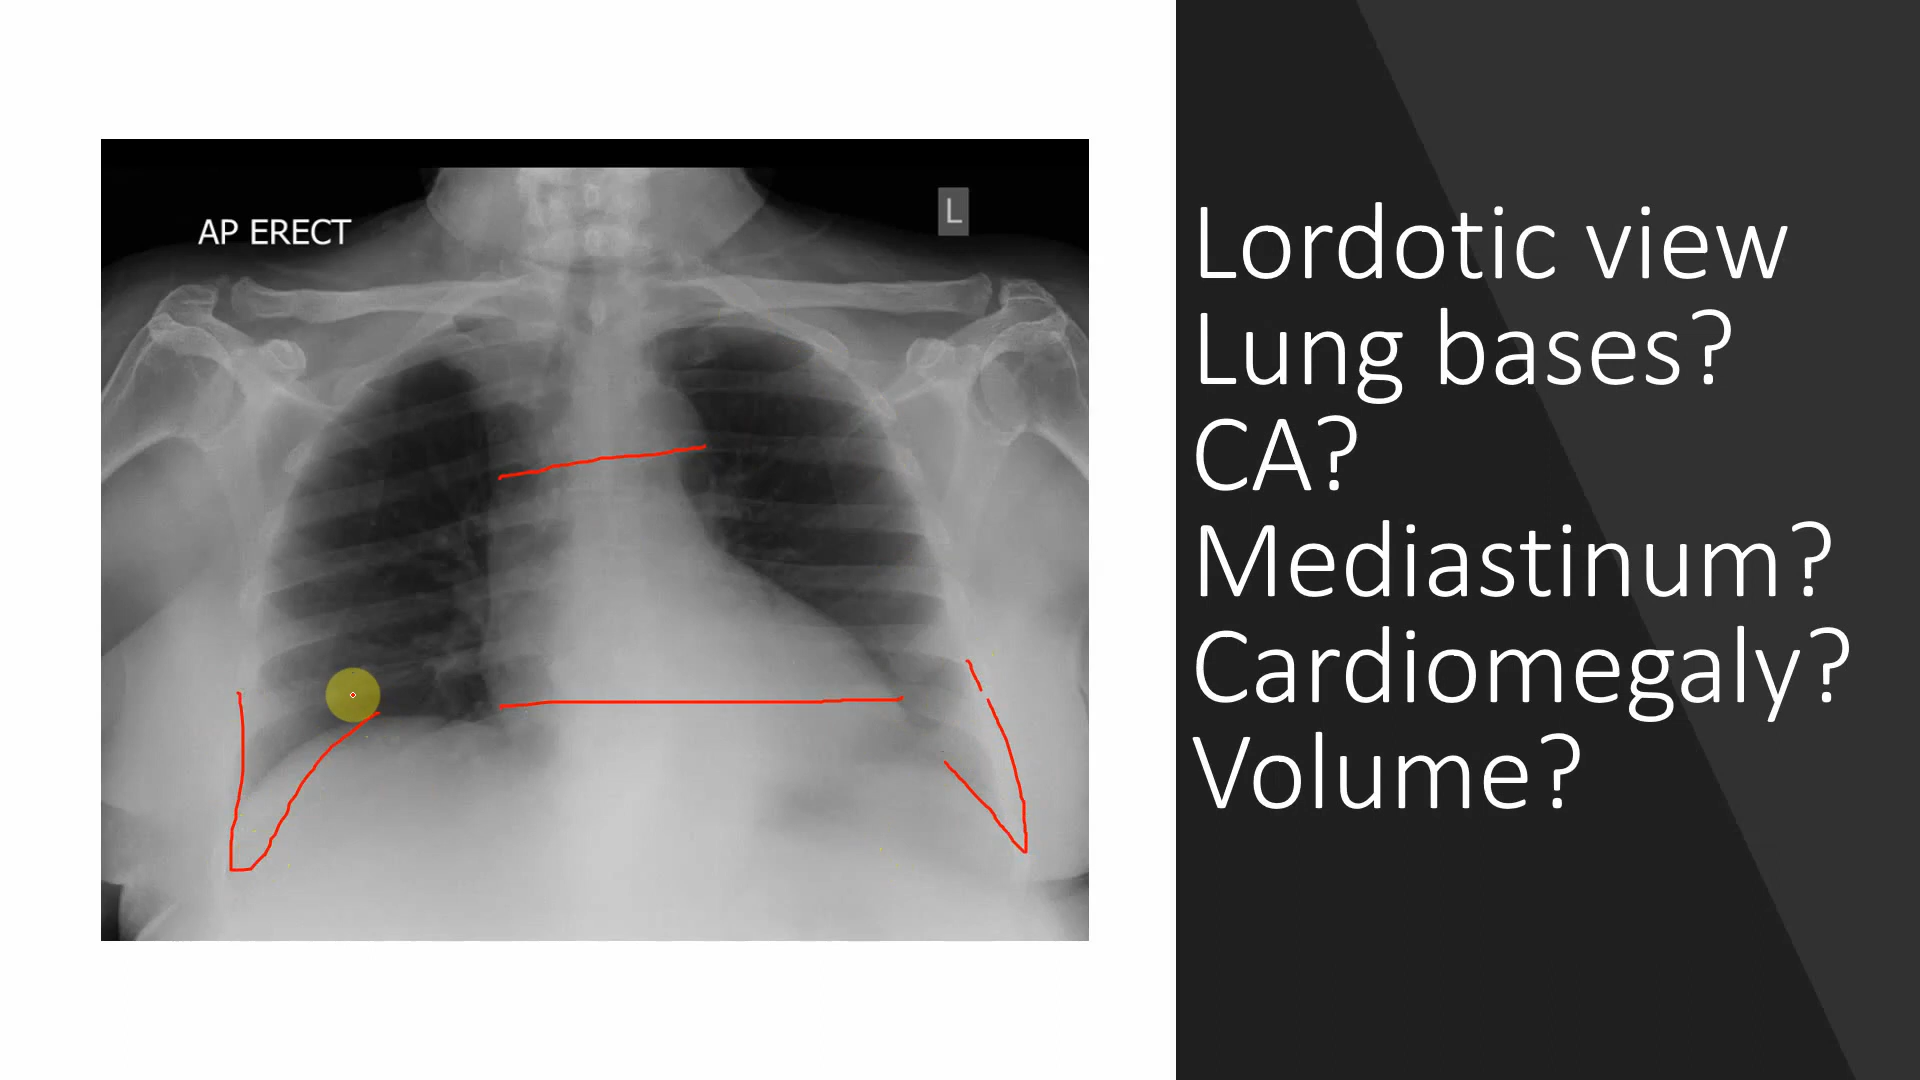 AP ERECT
L
Lordotic view
Lung bases?
CA?
Mediastinum?
Cardiomegaly?
Volume?